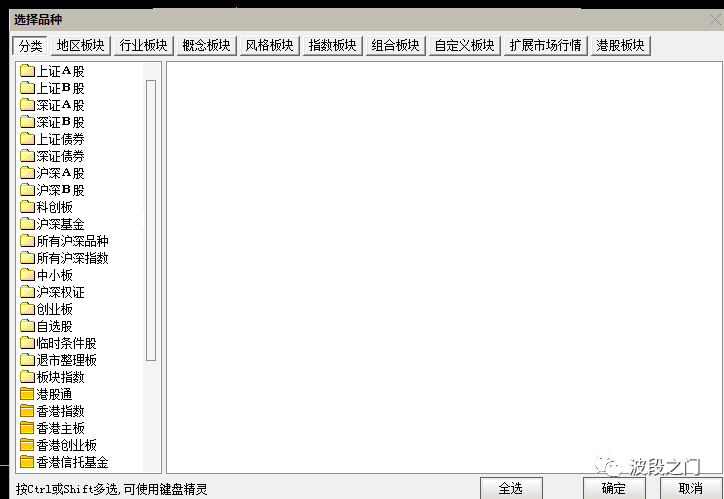 选择品种
分类 地区板块 行业板块 概念板块 风格板块 指数板块 组合板块 自定义板块 扩展市场行情 港股板块
上证A股
上证B股
深证A股
深证B股
上证债券
深证债券
沪深A股
沪深B股
科创板
沪深基金
所有沪深品种
所有沪深指数
中小板
沪深权证
创业板
自选股
临时条件股
退市整理板
板块指数
港股通
香港指数
香港主板
香港创业板
香港信托基金
波段之门
按Ctrl或Shift多选,可使用键盘精灵 全选 确定 取消